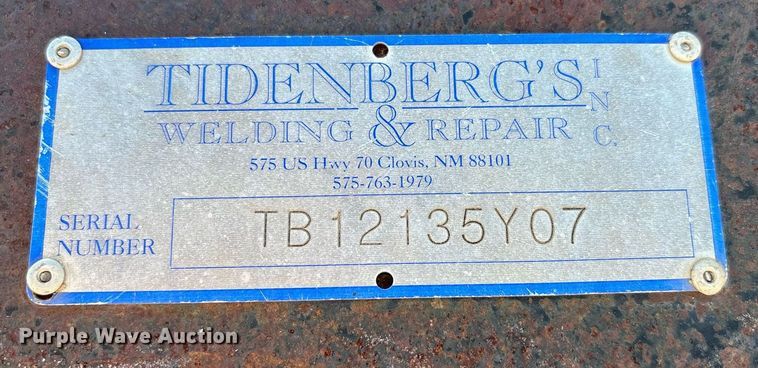 TIDENBERG'S INC.
WELDING & REPAIR
575 US Hwy 70 Clovis, NM 88101
575-763-1979
SERIAL NUMBER
TB12135Y07
Purple Wave Auction